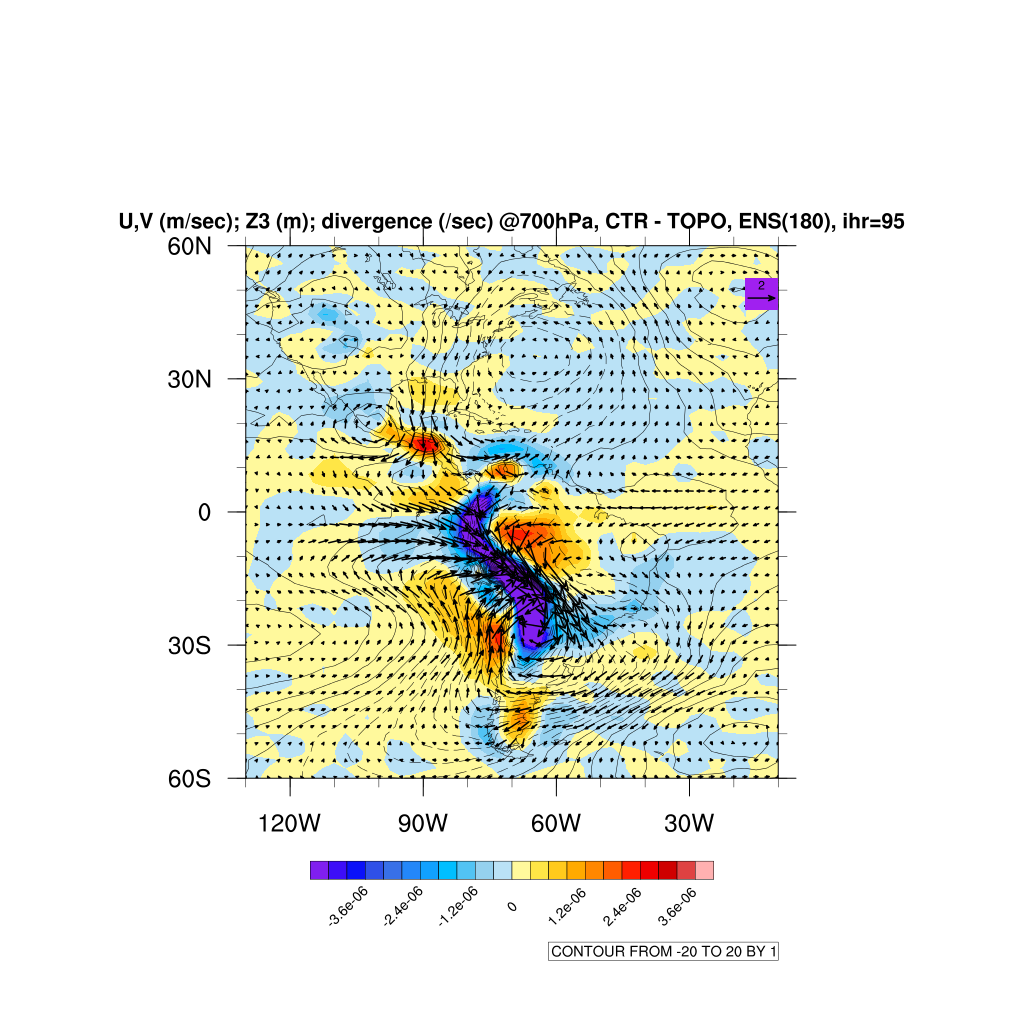 U,V (m/sec); Z3 (m); divergence (/sec) @700hPa, CTR - TOPO, ENS(180), ihr=95
60N
2
30N
0
30S
60S
120W 90W 60W 30W
-3.6e-06 -2.4e-06 -1.2e-06 0 1.2e-06 2.4e-06 3.6e-06
CONTOUR FROM -20 TO 20 BY 1